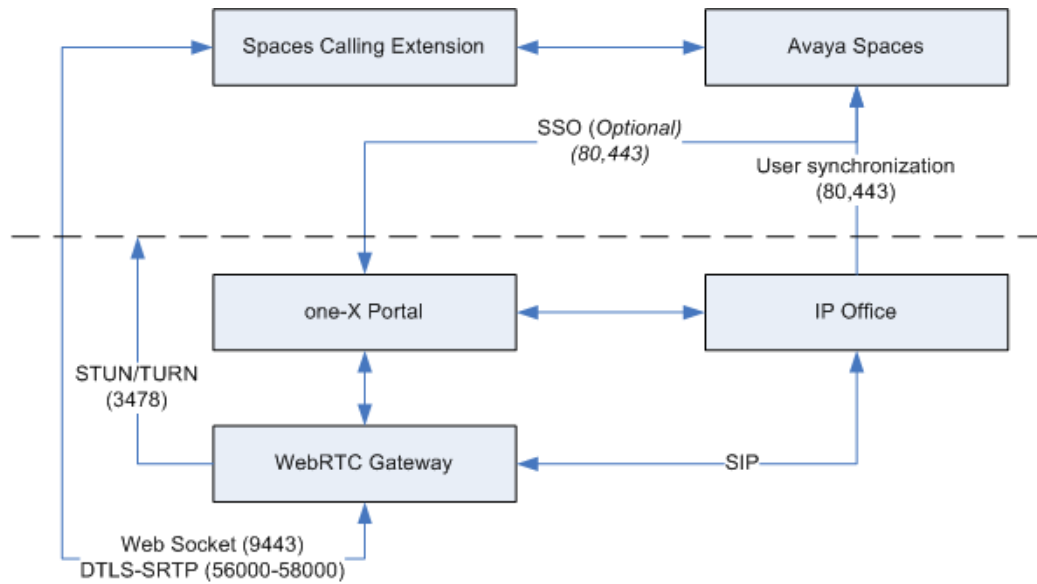 Spaces Calling Extension
Avaya Spaces
SSO (Optional)
(80,443)
User synchronization
(80,443)
one-X Portal
IP Office
STUN/TURN
(3478)
WebRTC Gateway
SIP
Web Socket (9443)
DTLS-SRTP (56000-58000)